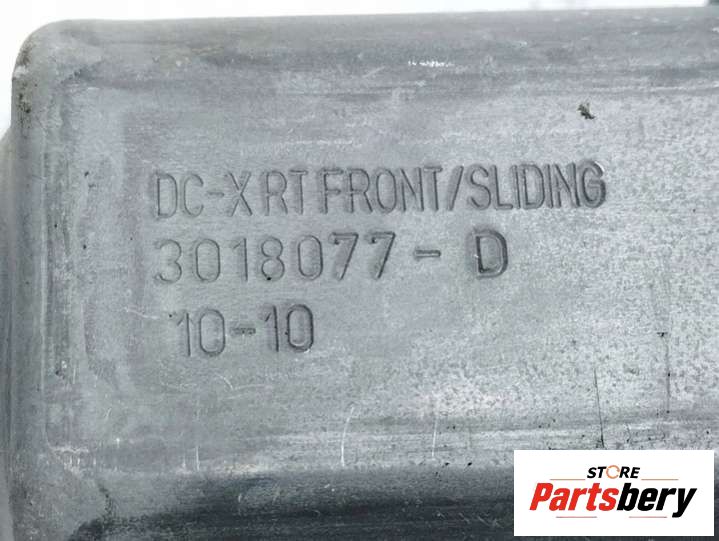 DC-X RT FRONT/SLIDING
3018077-D
10-10
STORE
Partsbery